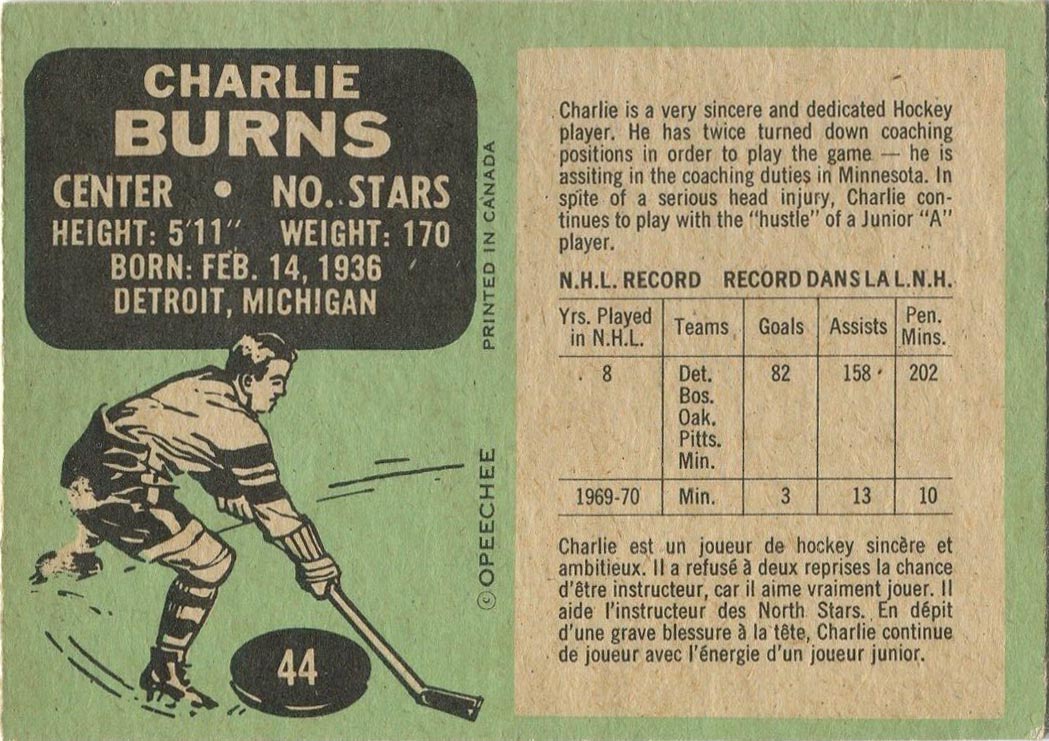 CHARLIE
BURNS
CENTER • NO. STARS
HEIGHT: 5'11" WEIGHT: 170
BORN: FEB. 14, 1936
DETROIT, MICHIGAN
PRINTED IN CANADA
©OPEECHEE
44
Charlie is a very sincere and dedicated Hockey
player. He has twice turned down coaching
positions in order to play the game — he is
assiting in the coaching duties in Minnesota. In
spite of a serious head injury, Charlie con-
tinues to play with the "hustle" of a Junior "A"
player.
N.H.L. RECORD RECORD DANS LA L.N.H.
Yrs. Played in N.H.L. Teams Goals Assists Pen. Mins.
8 Det. 82 158 202
Bos.
Oak.
Pitts.
Min.
1969-70 Min. 3 13 10
Charlie est un joueur de hockey sincère et
ambitieux. Il a refusé à deux reprises la chance
d'être instructeur, car il aime vraiment jouer. Il
aide l'instructeur des North Stars. En dépit
d'une grave blessure à la tête, Charlie continue
de joueur avec l'énergie d'un joueur junior.